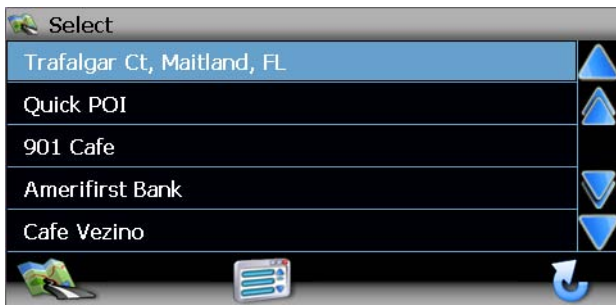 Select
Trafalgar Ct, Maitland, FL
Quick POI
901 Cafe
Amerifirst Bank
Cafe Vezino